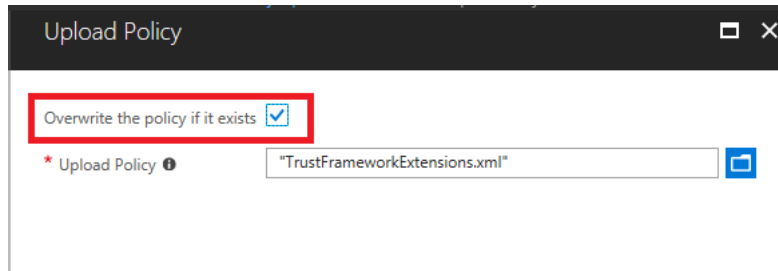 Upload Policy
Overwrite the policy if it exists
* Upload Policy
"TrustFrameworkExtensions.xml"